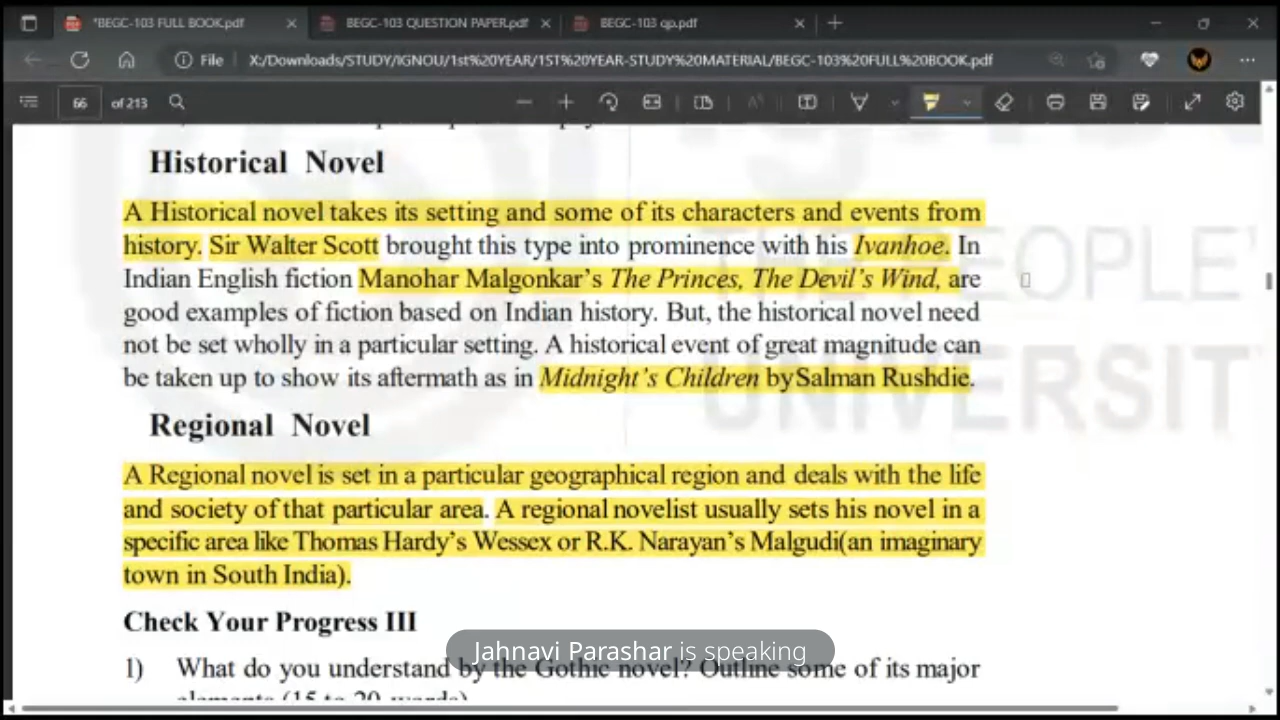 *BEGC-103 FULL BOOK.pdf
BEGC-103 QUESTION PAPER.pdf
BEGC-103 qp.pdf
File
X:/Downloads/STUDY/IGNOU/1st%20YEAR/1ST%20YEAR-STUDY%20MATERIAL/BEGC-103%20FULL%20BOOK.pdf
66 of 213
Historical Novel
A Historical novel takes its setting and some of its characters and events from
history. Sir Walter Scott brought this type into prominence with his Ivanhoe. In
Indian English fiction Manohar Malgonkar's The Princes, The Devil's Wind, are
good examples of fiction based on Indian history. But, the historical novel need
not be set wholly in a particular setting. A historical event of great magnitude can
be taken up to show its aftermath as in Midnight's Children bySalman Rushdie.
Regional Novel
A Regional novel is set in a particular geographical region and deals with the life
and society of that particular area. A regional novelist usually sets his novel in a
specific area like Thomas Hardy's Wessex or R.K. Narayan's Malgudi(an imaginary
town in South India).
Check Your Progress III
1) What do you understand by the Gothic novel? Outline some of its major
elements (15 to 20 words)
Jahnavi Parashar is speaking
THE PEOPLE'
UNIVERSIT